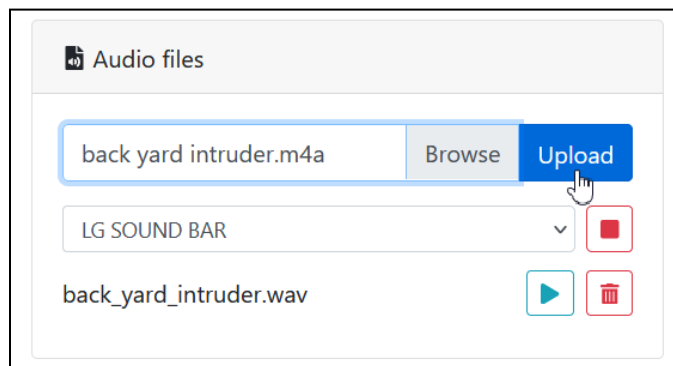 Audio files
back yard intruder.m4a Browse Upload
LG SOUND BAR
back_yard_intruder.wav